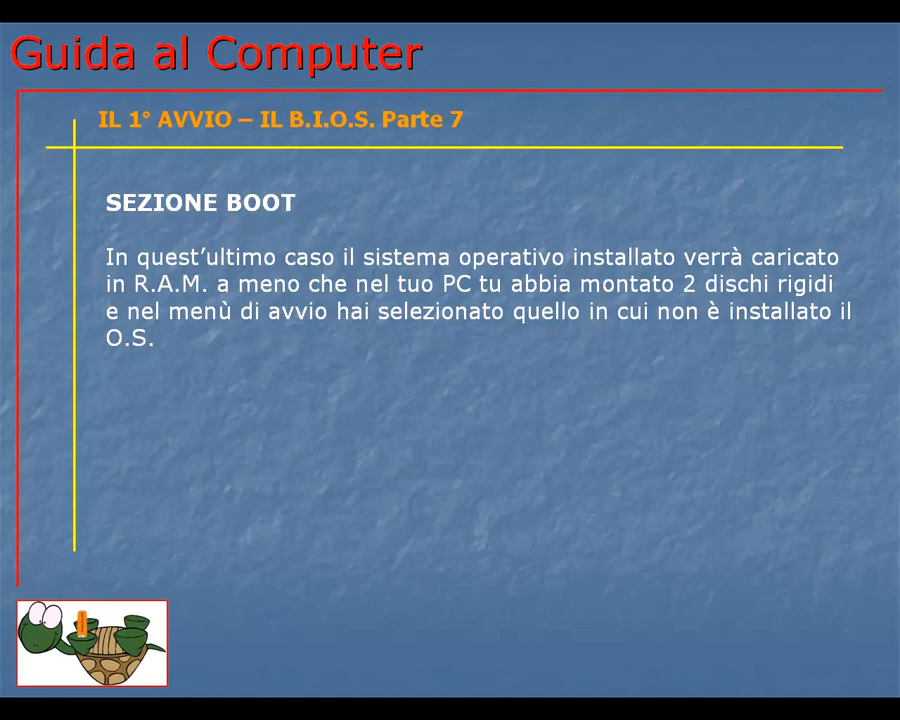 Guida al Computer
IL 1° AVVIO – IL B.I.O.S. Parte 7
SEZIONE BOOT
In quest’ultimo caso il sistema operativo installato verrà caricato
in R.A.M. a meno che nel tuo PC tu abbia montato 2 dischi rigidi
e nel menù di avvio hai selezionato quello in cui non è installato il
O.S.